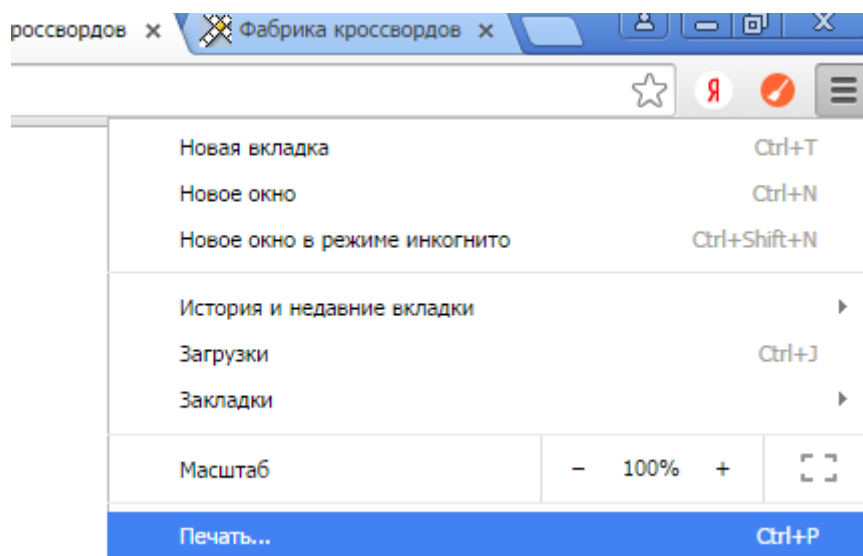 россвордов Фабрика кроссвордов
Я
Новая вкладка Ctrl+T
Новое окно Ctrl+N
Новое окно в режиме инкогнито Ctrl+Shift+N
История и недавние вкладки
Загрузки Ctrl+J
Закладки
Масштаб − 100% +
Печать... Ctrl+P